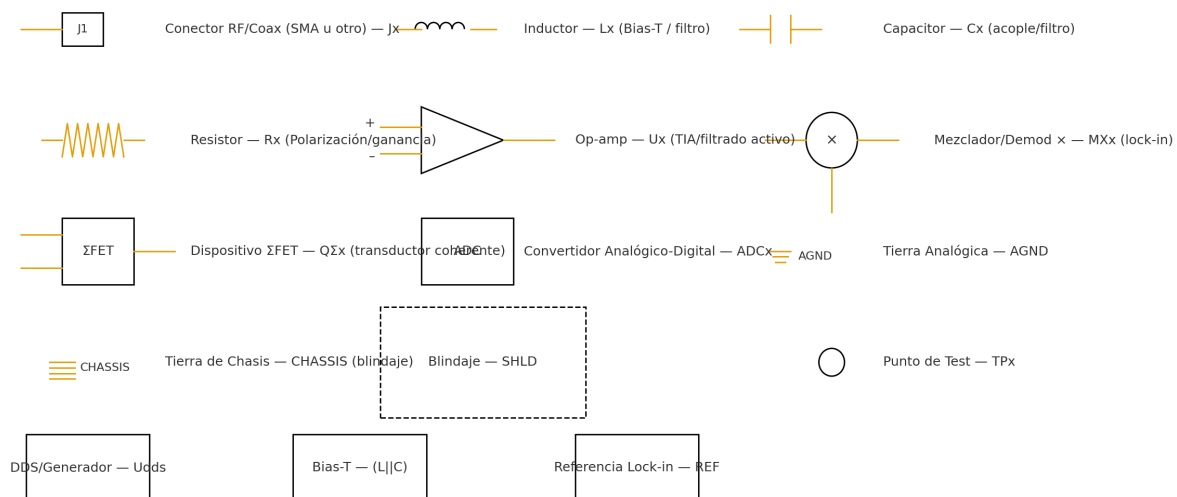 J1
Conector RF/Coax (SMA u otro) — Jx
Inductor — Lx (Bias-T / filtro)
Capacitor — Cx (acople/filtro)
Resistor — Rx (Polarización/ganancia)
+
–
Op-amp — Ux (TIA/filtrado activo)
×
Mezclador/Demod × — MXx (lock-in)
ΣFET
Dispositivo ΣFET — QΣx (transductor coherente)
ADC
Convertidor Analógico-Digital — ADCx
AGND
Tierra Analógica — AGND
CHASSIS
Tierra de Chasis — CHASSIS (blindaje)
Blindaje — SHLD
Punto de Test — TPx
DDS/Generador — Udds
Bias-T — (L||C)
Referencia Lock-in — REF